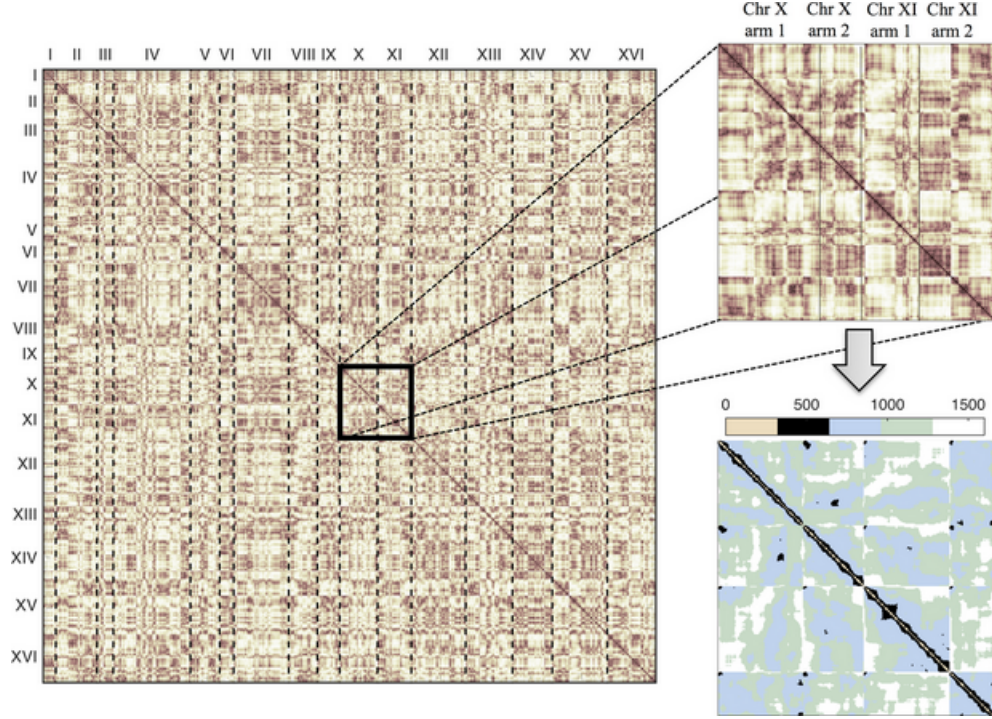 Chr X Chr X Chr XI Chr XI
arm 1 arm 2 arm 1 arm 2
I II III IV V VI VII VIII IX X XI XII XIII XIV XV XVI
I
II
III
IV
V
VI
VII
VIII
IX
X
XI
XII
XIII
XIV
XV
XVI
0 500 1000 1500